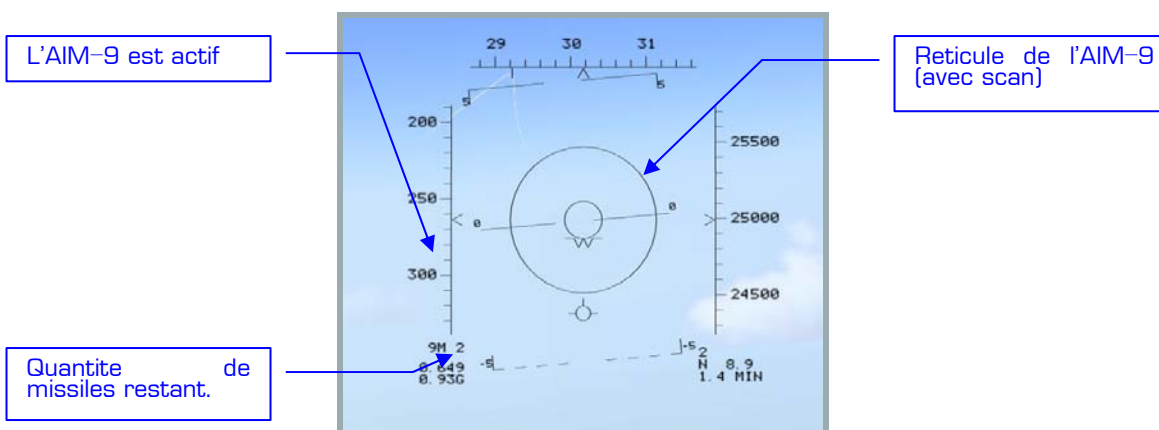 L'AIM-9 est actif
Quantite de
missiles restant.
29 30 31
5 5
200
250
300
0 0
25500
25000
24500
9M 2
0.649
0.93G
-5 -5
2
N 8.9
1.4 MIN
Reticule de l'AIM-9
(avec scan)